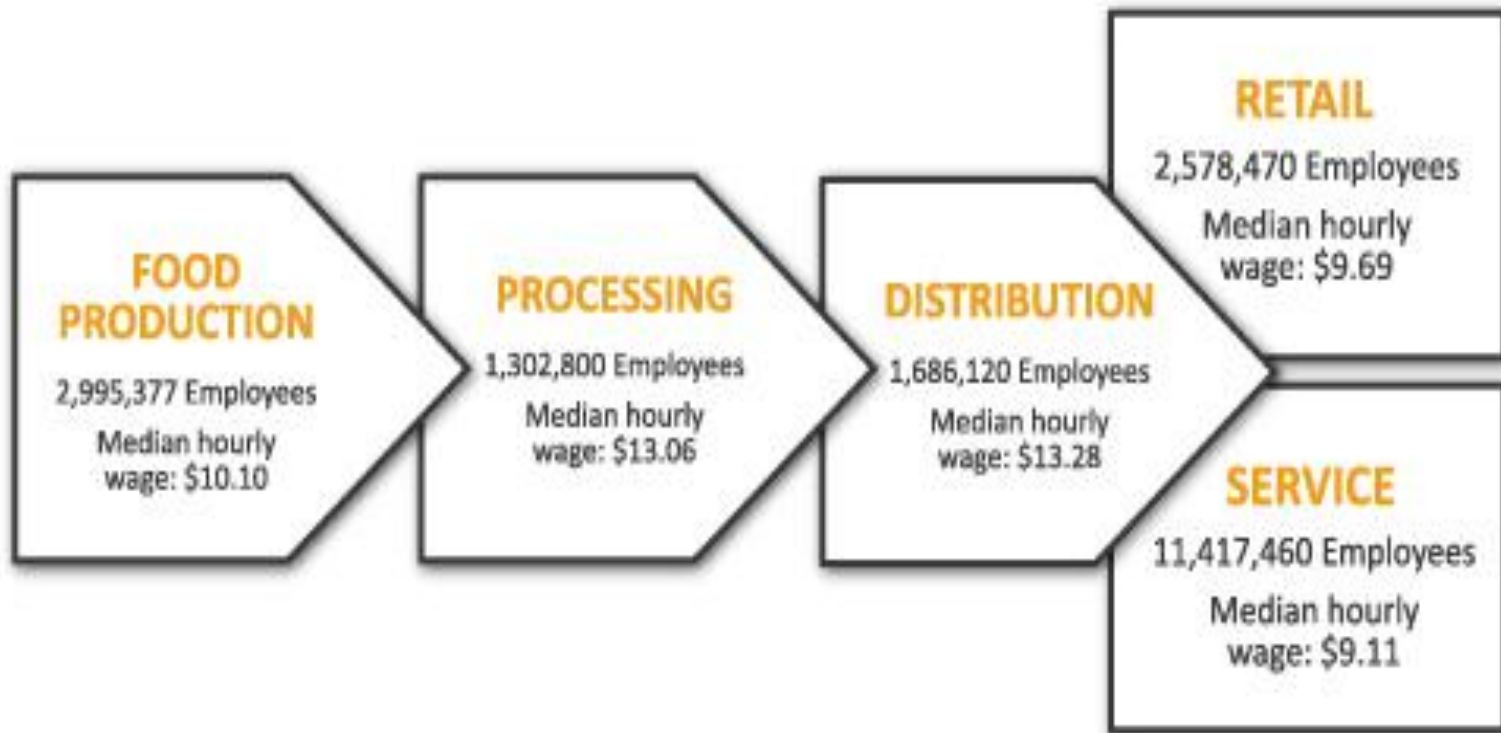 FOOD
PRODUCTION
2,995,377 Employees
Median hourly
wage: $10.10
PROCESSING
1,302,800 Employees
Median hourly
wage: $13.06
DISTRIBUTION
1,686,120 Employees
Median hourly
wage: $13.28
RETAIL
2,578,470 Employees
Median hourly
wage: $9.69
SERVICE
11,417,460 Employees
Median hourly
wage: $9.11